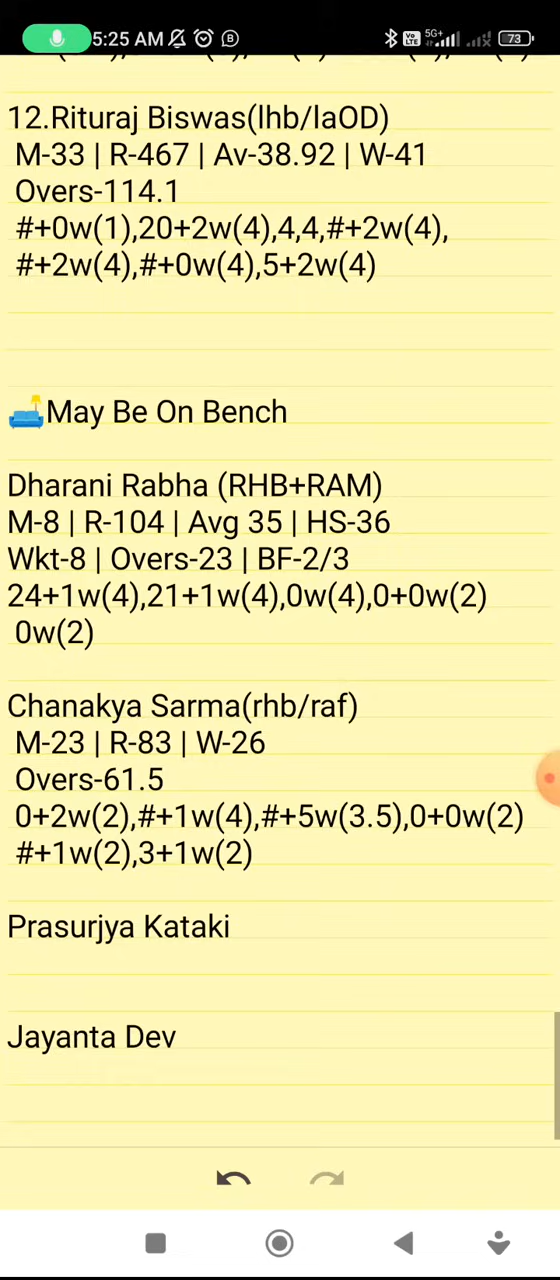 5:25 AM
5G+
73
12.Rituraj Biswas(lhb/laOD)
M-33 | R-467 | Av-38.92 | W-41
Overs-114.1
#+0w(1),20+2w(4),4,4,#+2w(4),
#+2w(4),#+0w(4),5+2w(4)
May Be On Bench
Dharani Rabha (RHB+RAM)
M-8 | R-104 | Avg 35 | HS-36
Wkt-8 | Overs-23 | BF-2/3
24+1w(4),21+1w(4),0w(4),0+0w(2)
0w(2)
Chanakya Sarma(rhb/raf)
M-23 | R-83 | W-26
Overs-61.5
0+2w(2),#+1w(4),#+5w(3.5),0+0w(2)
#+1w(2),3+1w(2)
Prasurjya Kataki
Jayanta Dev